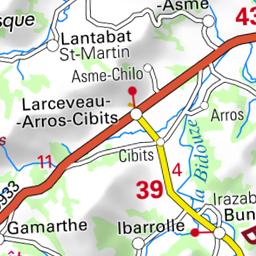 -Asme
43
sque
Lantabat
St-Martin
Asme-Chilo
Larceveau-
-Arros-Cibits
Arros
la Bidouze
11
Cibits
4
39
933
Irazab
Gamarthe
Ibarrolle
Bun